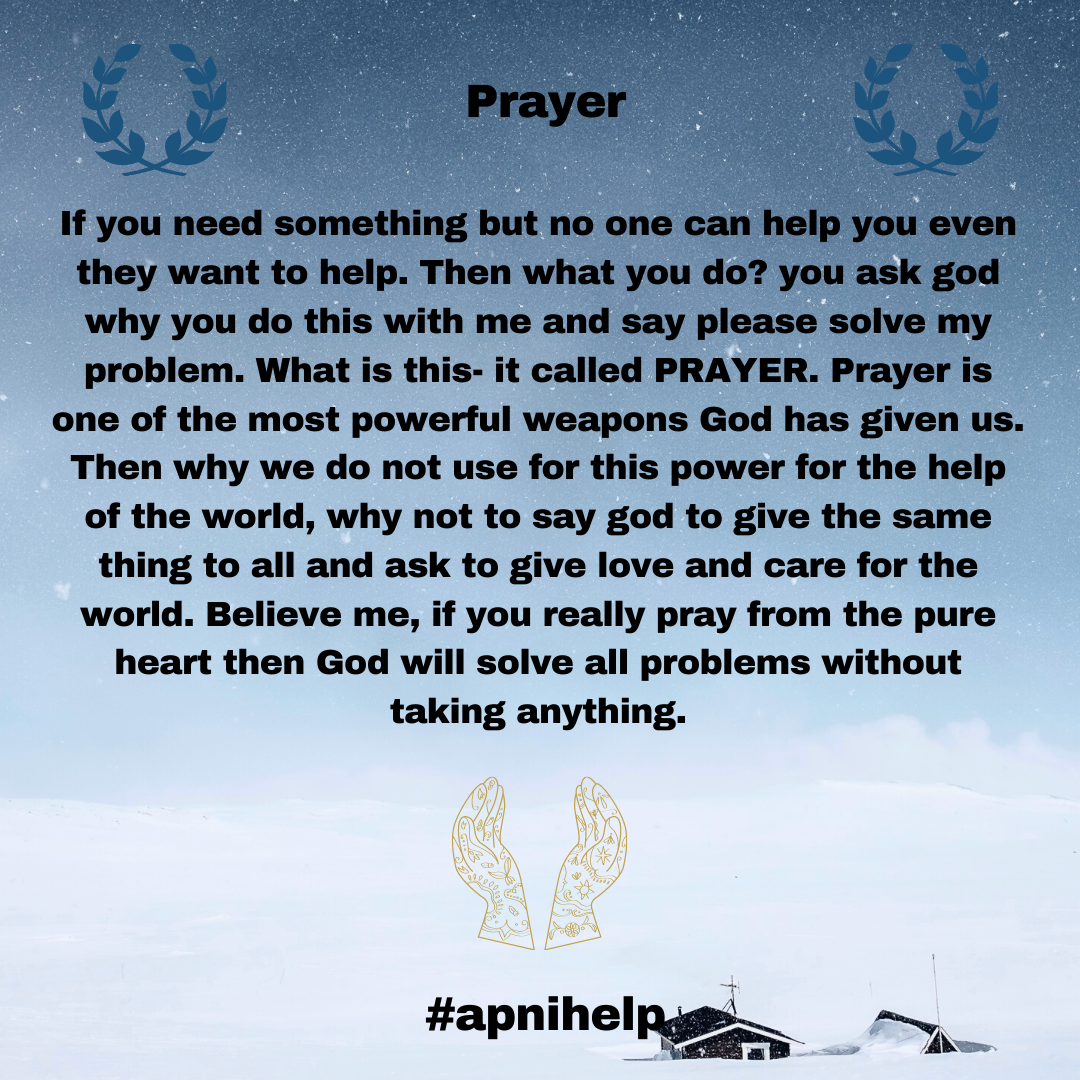 Prayer
If you need something but no one can help you even
they want to help. Then what you do? you ask god
why you do this with me and say please solve my
problem. What is this- it called PRAYER. Prayer is
one of the most powerful weapons God has given us.
Then why we do not use for this power for the help
of the world, why not to say god to give the same
thing to all and ask to give love and care for the
world. Believe me, if you really pray from the pure
heart then God will solve all problems without
taking anything.
#apnihelp